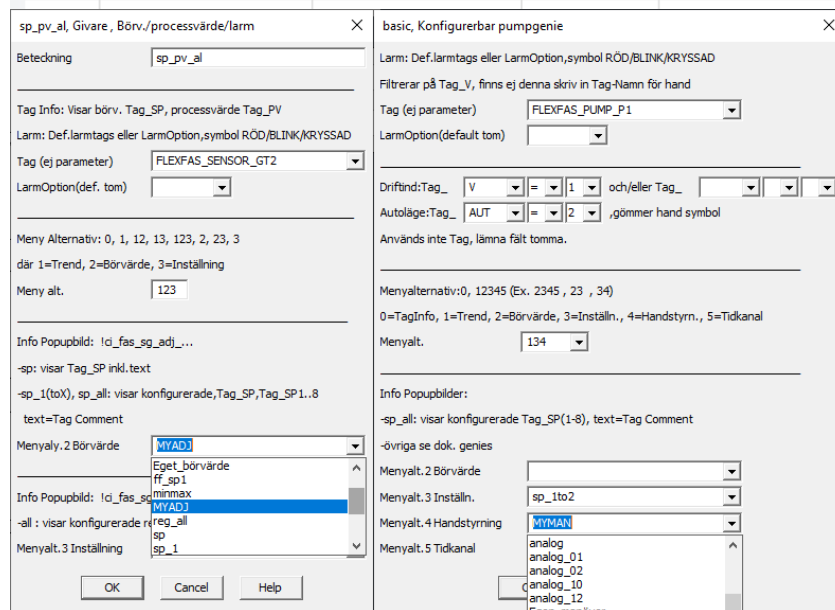 sp_pv_al, Givare , Börv./processvärde/larm
Beteckning sp_pv_al
Tag Info: Visar börv. Tag_SP, processvärde Tag_PV
Larm: Def.larmtags eller LarmOption,symbol RÖD/BLINK/KRYSSAD
Tag (ej parameter) FLEXFAS_SENSOR_GT2
LarmOption(def. tom)
Meny Alternativ: 0, 1, 12, 13, 123, 2, 23, 3
där 1=Trend, 2=Börvärde, 3=Inställning
Meny alt. 123
Info Popupbild: !ci_fas_sg_adj_...
-sp: visar Tag_SP inkl.text
-sp_1(toX), sp_all: visar konfigurerade,Tag_SP,Tag_SP1..8
text=Tag Comment
Menyaly.2 Börvärde MYADJ
Eget_börvärde
ff_sp1
minmax
MYADJ
reg_all
sp
sp_1
Info Popupbild: !ci_fas_sg
-all : visar konfigurerade re
Menyalt.3 Inställning
OK Cancel Help
basic, Konfigurerbar pumpgenie
Larm: Def.larmtags eller LarmOption,symbol RÖD/BLINK/KRYSSAD
Filtrerar på Tag_V, finns ej denna skriv in Tag-Namn för hand
Tag (ej parameter) FLEXFAS_PUMP_P1
LarmOption(default tom)
Driftind:Tag_ V = 1 och/eller Tag_
Autoläge:Tag_ AUT = 2 ,gömmer hand symbol
Används inte Tag, lämna fält tomma.
Menyalternativ:0, 12345 (Ex. 2345 , 23 , 34)
0=TagInfo, 1=Trend, 2=Börvärde, 3=Inställn., 4=Handstyrn., 5=Tidkanal
Menyalt. 134
Info Popupbilder:
-sp_all: visar konfigurerade Tag_SP(1-8), text=Tag Comment
-övriga se dok. genies
Menyalt.2 Börvärde
Menyalt.3 Inställn. sp_1to2
Menyalt.4 Handstyrning MYMAN
Menyalt.5 Tidkanal
analog
analog_01
analog_02
analog_10
analog_12